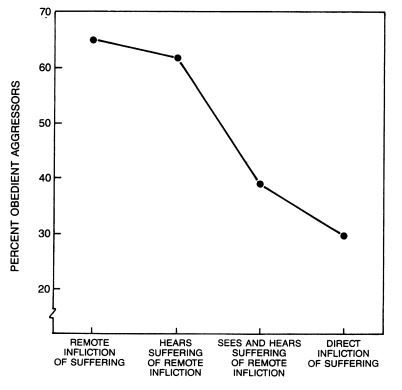 PERCENT OBEDIENT AGGRESSORS
70
60
50
40
30
20
REMOTE
INFLICTION
OF SUFFERING
HEARS
SUFFERING
OF REMOTE
INFLICTION
SEES AND HEARS
SUFFERING
OF REMOTE
INFLICTION
DIRECT
INFLICTION
OF SUFFERING